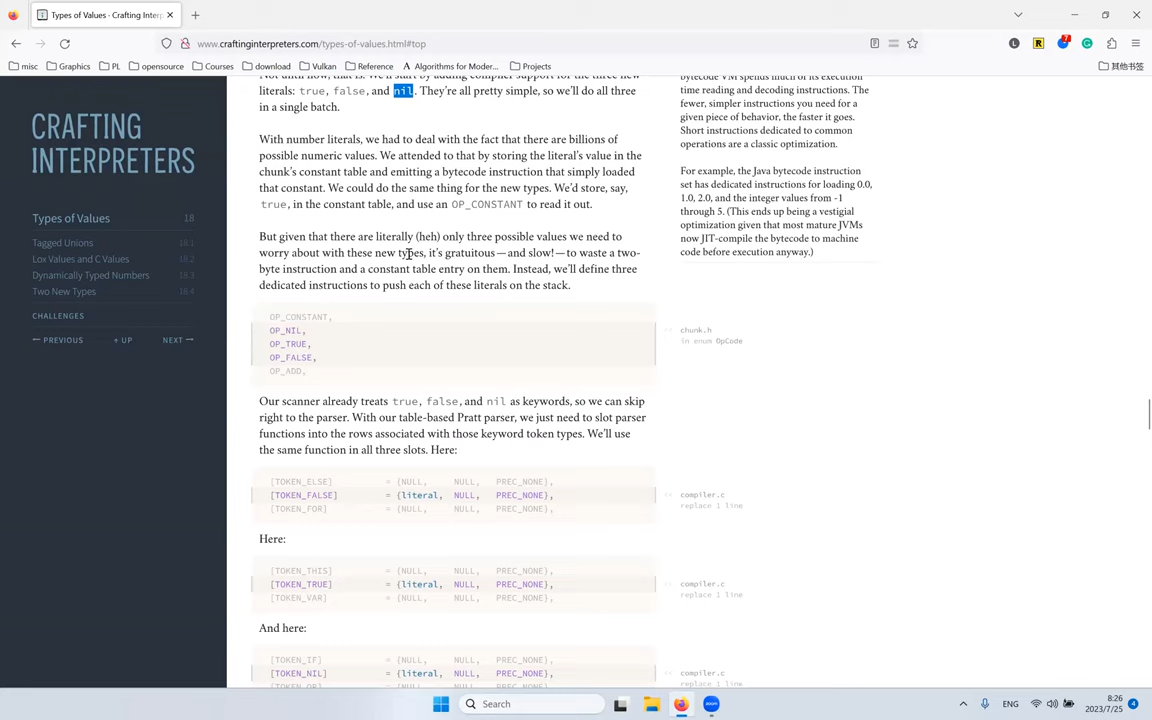 Types of Values - Crafting Interp
www.craftinginterpreters.com/types-of-values.html#top
misc
Graphics
PL
opensource
Courses
download
Vulkan
Reference
Algorithms for Moder...
Projects
其他书签
CRAFTING
INTERPRETERS
Types of Values 18
Tagged Unions 18.1
Lox Values and C Values 18.2
Dynamically Typed Numbers 18.3
Two New Types 18.4
CHALLENGES
← PREVIOUS ↑ UP NEXT →
Not until now, that is. We'll start by adding compiler support for the three new
literals: true, false, and nil. They're all pretty simple, so we'll do all three
in a single batch.
With number literals, we had to deal with the fact that there are billions of
possible numeric values. We attended to that by storing the literal's value in the
chunk's constant table and emitting a bytecode instruction that simply loaded
that constant. We could do the same thing for the new types. We'd store, say,
true, in the constant table, and use an OP_CONSTANT to read it out.
But given that there are literally (heh) only three possible values we need to
worry about with these new types, it's gratuitous—and slow!—to waste a two-
byte instruction and a constant table entry on them. Instead, we'll define three
dedicated instructions to push each of these literals on the stack.
OP_CONSTANT,
OP_NIL,
OP_TRUE,
OP_FALSE,
OP_ADD,
Our scanner already treats true, false, and nil as keywords, so we can skip
right to the parser. With our table-based Pratt parser, we just need to slot parser
functions into the rows associated with those keyword token types. We'll use
the same function in all three slots. Here:
[TOKEN_ELSE] = {NULL, NULL, PREC_NONE},
[TOKEN_FALSE] = {literal, NULL, PREC_NONE},
[TOKEN_FOR] = {NULL, NULL, PREC_NONE},
Here:
[TOKEN_THIS] = {NULL, NULL, PREC_NONE},
[TOKEN_TRUE] = {literal, NULL, PREC_NONE},
[TOKEN_VAR] = {NULL, NULL, PREC_NONE},
And here:
[TOKEN_IF] = {NULL, NULL, PREC_NONE},
[TOKEN_NIL] = {literal, NULL, PREC_NONE},
bytecode VM spends much of its execution
time reading and decoding instructions. The
fewer, simpler instructions you need for a
given piece of behavior, the faster it goes.
Short instructions dedicated to common
operations are a classic optimization.
For example, the Java bytecode instruction
set has dedicated instructions for loading 0.0,
1.0, 2.0, and the integer values from -1
through 5. (This ends up being a vestigial
optimization given that most mature JVMs
now JIT-compile the bytecode to machine
code before execution anyway.)
chunk.h
in enum OpCode
compiler.c
replace 1 line
compiler.c
replace 1 line
compiler.c
replace 1 line
Search
zoom
ENG
8:26
2023/7/25
4